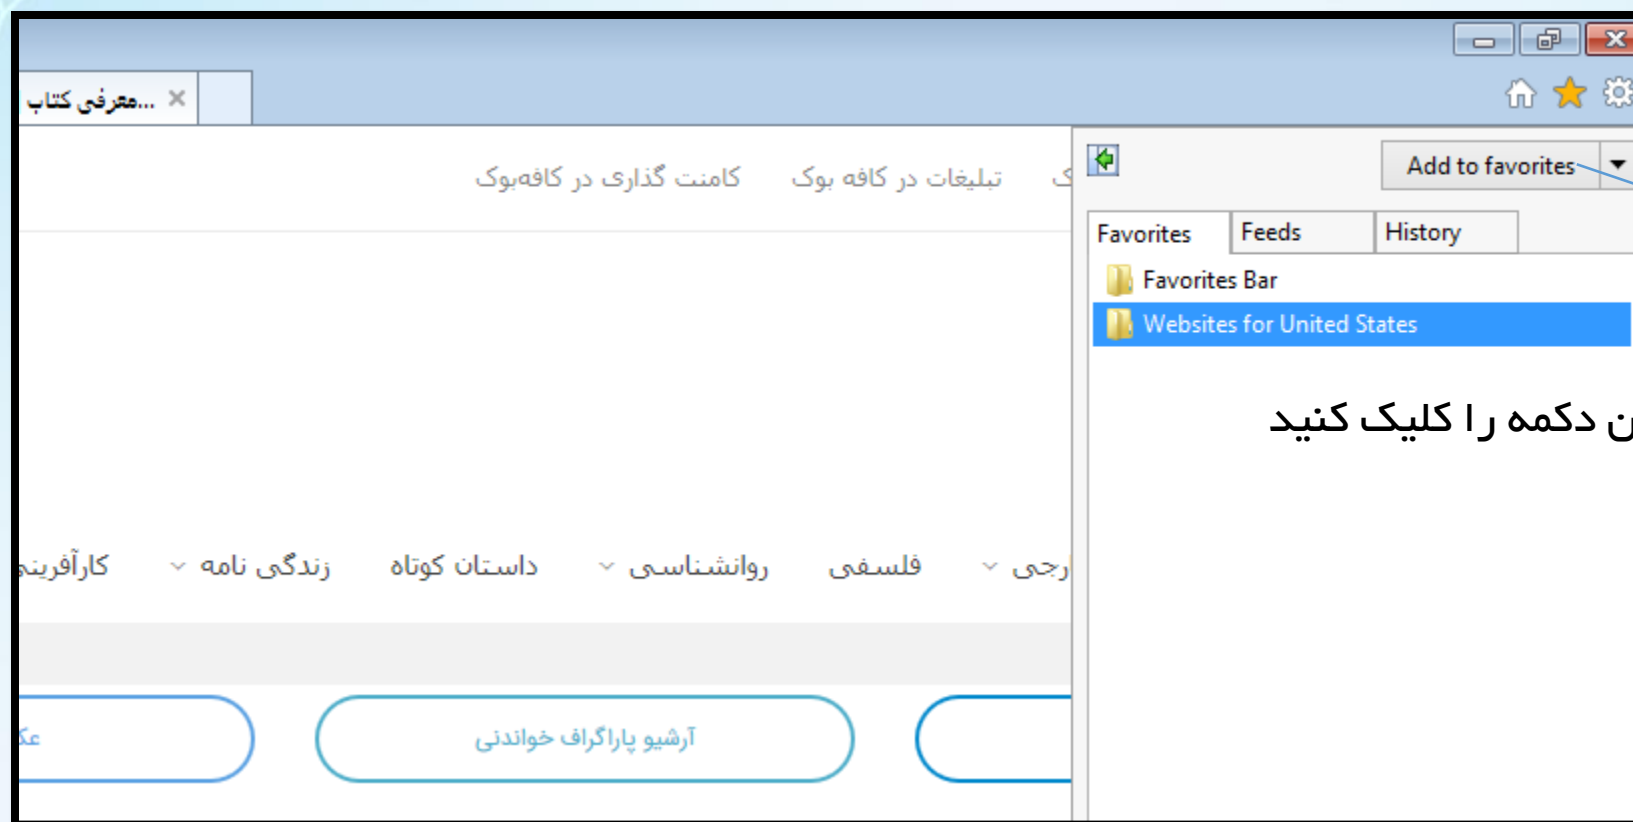 معرفی کتاب...
Add to favorites
تبلیغات در کافه بوک
کامنت گذاری در کافه‌بوک
Favorites
Feeds
History
Favorites Bar
Websites for United States
دکمه را کلیک کنید
فلسفی
روانشناسی
داستان کوتاه
زندگی نامه
آرشیو پاراگراف خواندنی